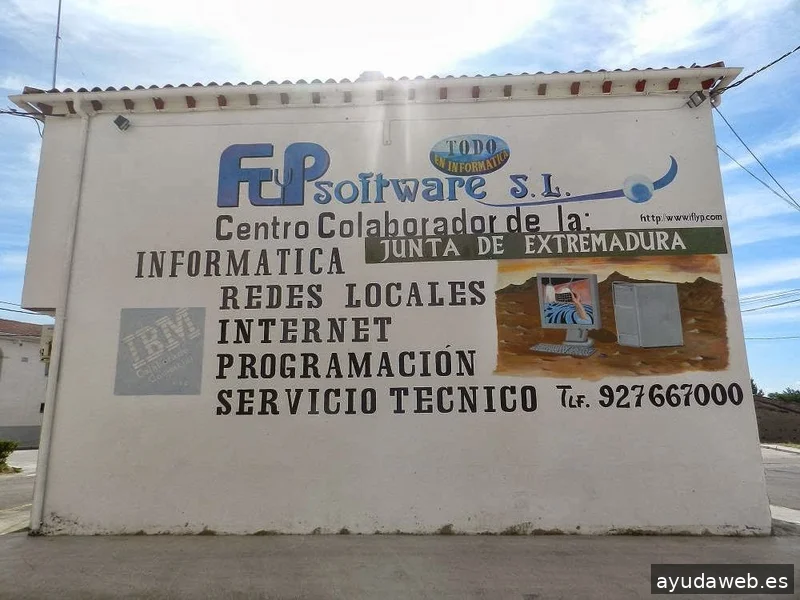 FLYP software S.L.
TODO
EN INFORMATICA
http://www.flyp.com
Centro Colaborador de la:
JUNTA DE EXTREMADURA
INFORMATICA
REDES LOCALES
INTERNET
PROGRAMACIÓN
SERVICIO TECNICO TLF. 927667000
IBM
ayudaweb.es